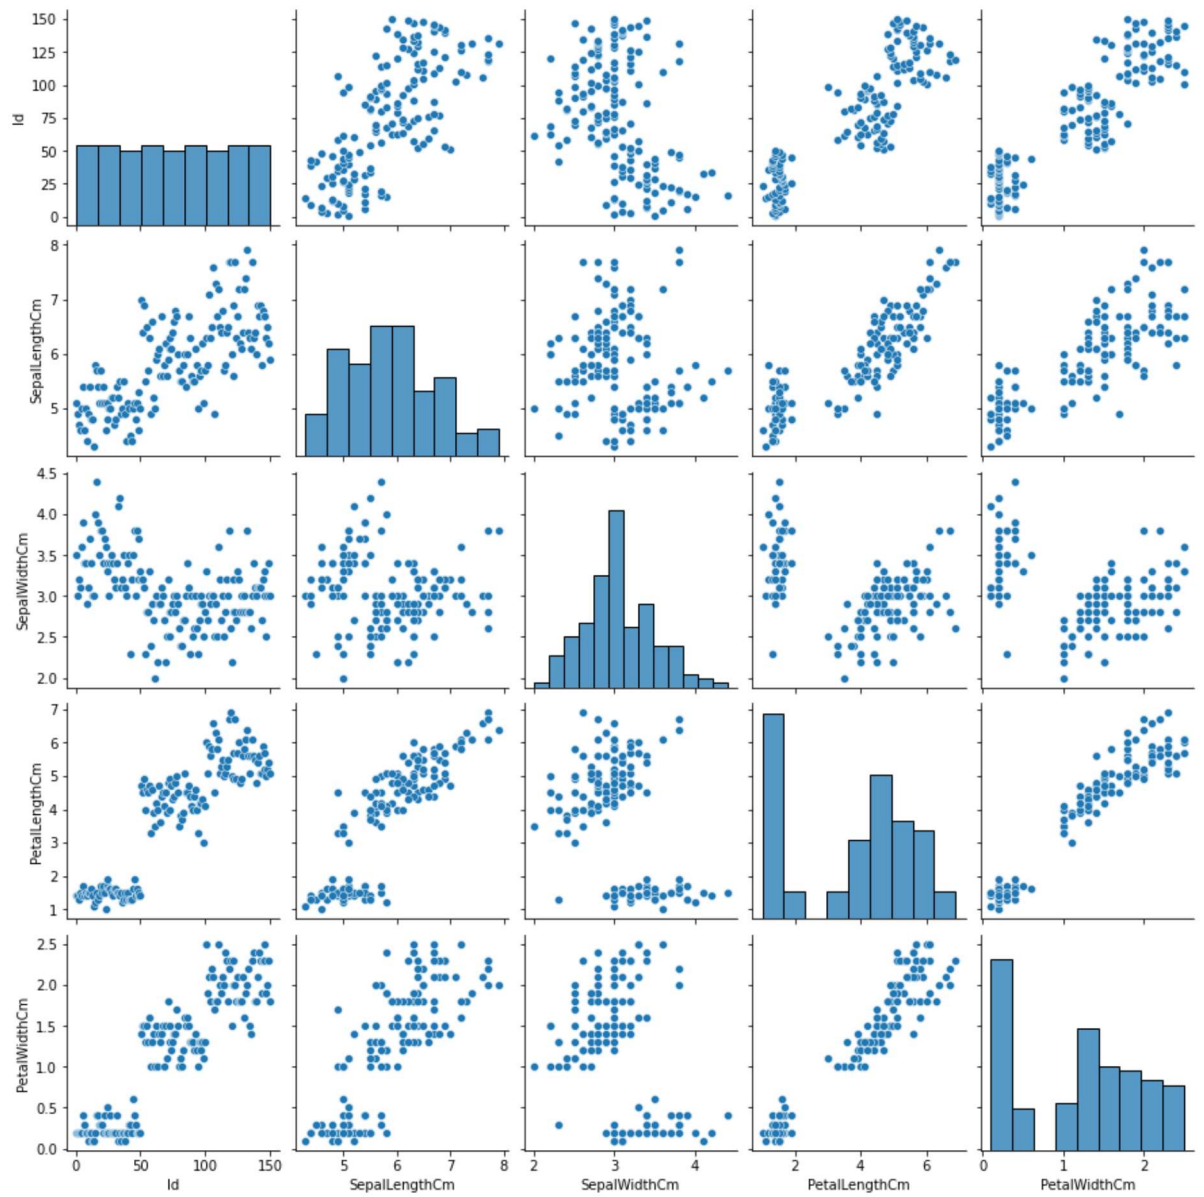 150
125
100
75
50
25
0
Id
8
7
6
5
SepalLengthCm
4.5
4.0
3.5
3.0
2.5
2.0
SepalWidthCm
7
6
5
4
3
2
1
PetalLengthCm
2.5
2.0
1.5
1.0
0.5
0.0
PetalWidthCm
0 50 100 150
Id
5 6 7 8
SepalLengthCm
2 3 4
SepalWidthCm
2 4 6
PetalLengthCm
0 1 2
PetalWidthCm